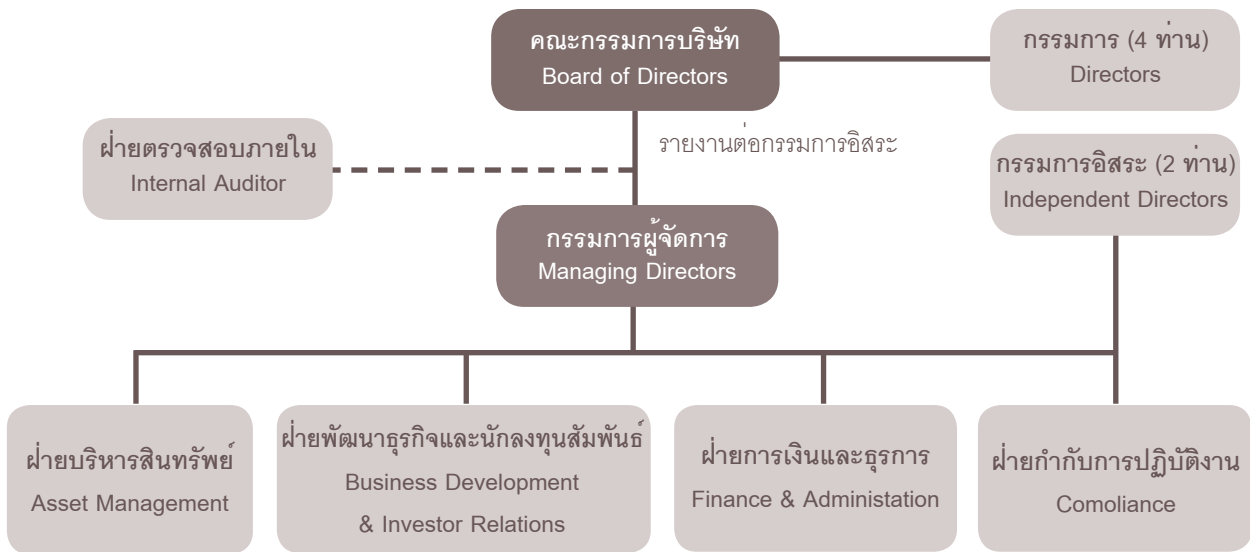 คณะกรรมการบริษัท
Board of Directors
กรรมการ (4 ท่าน)
Directors
ฝ่ายตรวจสอบภายใน
Internal Auditor
รายงานต่อกรรมการอิสระ
กรรมการอิสระ (2 ท่าน)
Independent Directors
กรรมการผู้จัดการ
Managing Directors
ฝ่ายบริหารสินทรัพย์
Asset Management
ฝ่ายพัฒนาธุรกิจและนักลงทุนสัมพันธ์
Business Development
& Investor Relations
ฝ่ายการเงินและธุรการ
Finance & Administation
ฝ่ายกำกับการปฏิบัติงาน
Comoliance